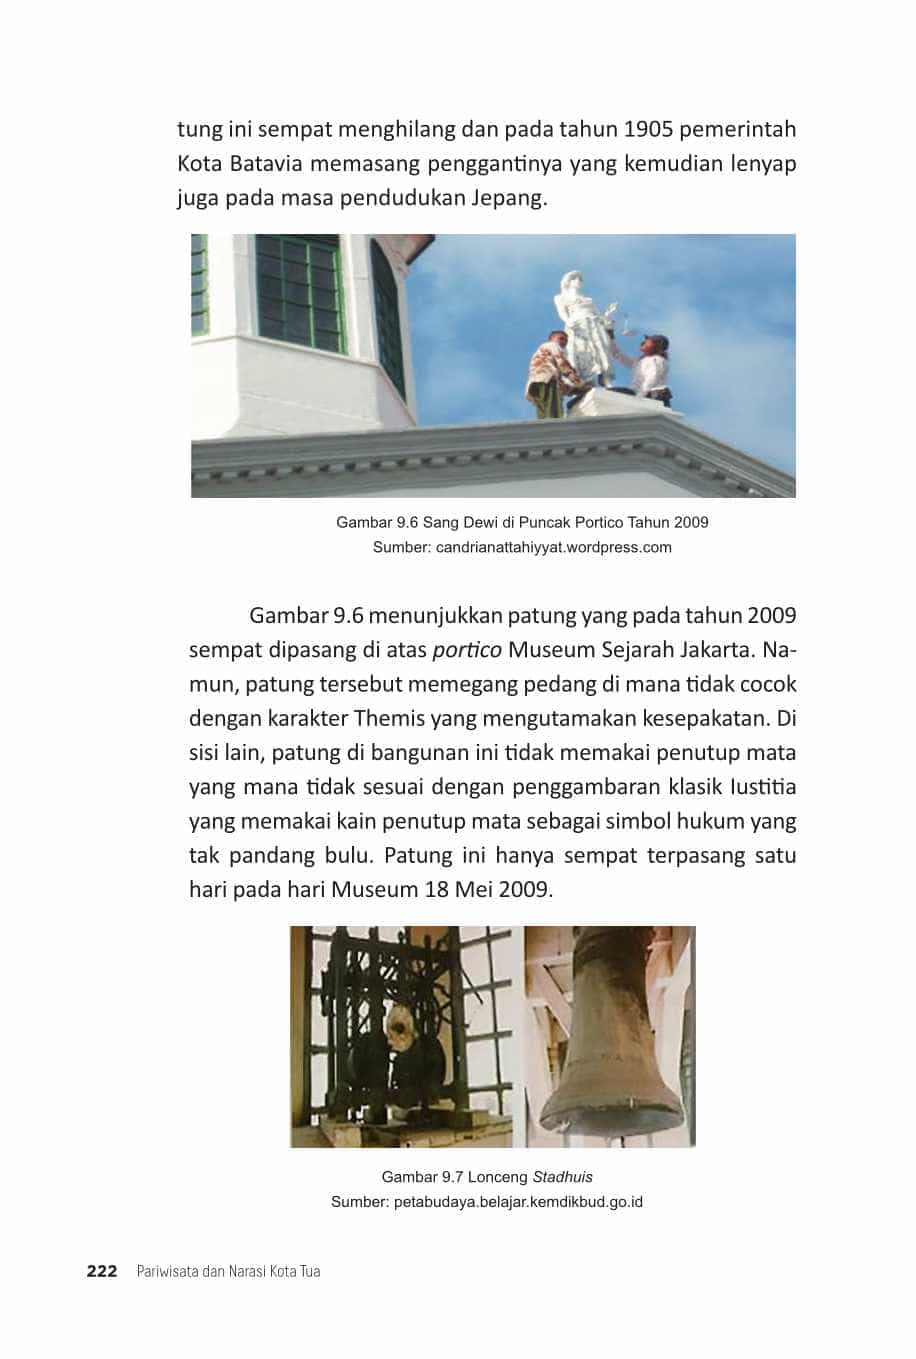 tung ini sempat menghilang dan pada tahun 1905 pemerintah
Kota Batavia memasang penggantinya yang kemudian lenyap
juga pada masa pendudukan Jepang.
Gambar 9.6 Sang Dewi di Puncak Portico Tahun 2009
Sumber: candrianattahiyyat.wordpress.com
Gambar 9.6 menunjukkan patung yang pada tahun 2009
sempat dipasang di atas portico Museum Sejarah Jakarta. Na-
mun, patung tersebut memegang pedang di mana tidak cocok
dengan karakter Themis yang mengutamakan kesepakatan. Di
sisi lain, patung di bangunan ini tidak memakai penutup mata
yang mana tidak sesuai dengan penggambaran klasik Iustitia
yang memakai kain penutup mata sebagai simbol hukum yang
tak pandang bulu. Patung ini hanya sempat terpasang satu
hari pada hari Museum 18 Mei 2009.
Gambar 9.7 Lonceng Stadhuis
Sumber: petabudaya.belajar.kemdikbud.go.id
222 Pariwisata dan Narasi Kota Tua